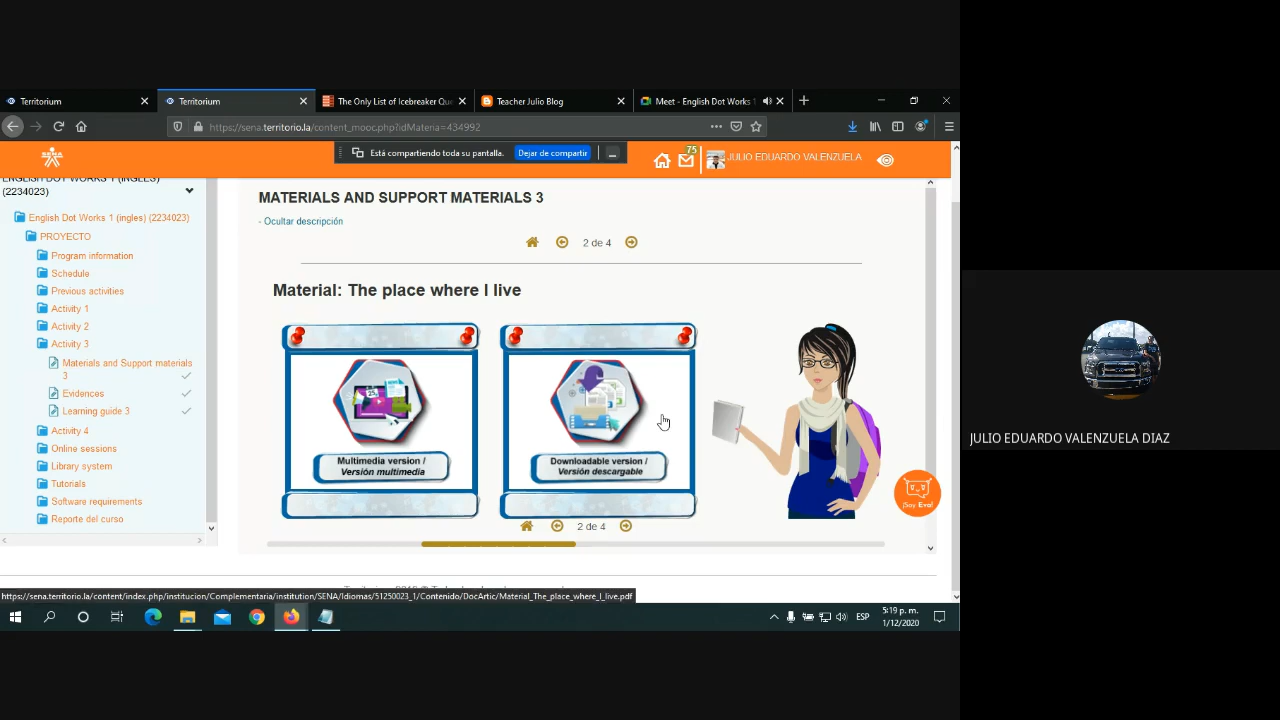 Territorium
Territorium
The Only List of Icebreaker Qu
Teacher Julio Blog
Meet - English Dot Works 1
https://sena.territorio.la/content_mooc.php?idMateria=434992
SENA
Está compartiendo toda su pantalla.
Dejar de compartir
75
JULIO EDUARDO VALENZUELA
ENGLISH DOT WORKS 1 (INGLES)
(2234023)
English Dot Works 1 (ingles) (2234023)
PROYECTO
Program information
Schedule
Previous activities
Activity 1
Activity 2
Activity 3
Materials and Support materials
3
Evidences
Learning guide 3
Activity 4
Online sessions
Library system
Tutorials
Software requirements
Reporte del curso
MATERIALS AND SUPPORT MATERIALS 3
- Ocultar descripción
2 de 4
Material: The place where I live
Multimedia version /
Versión multimedia
Downloadable version /
Versión descargable
2 de 4
¡Soy Eva!
https://sena.territorio.la/content/index.php/institucion/Complementaria/institution/SENA/Idiomas/51250023_1/Contenido/DocArtic/Material_The_place_where_I_live.pdf
ESP
5:19 p. m.
1/12/2020
JULIO EDUARDO VALENZUELA DIAZ